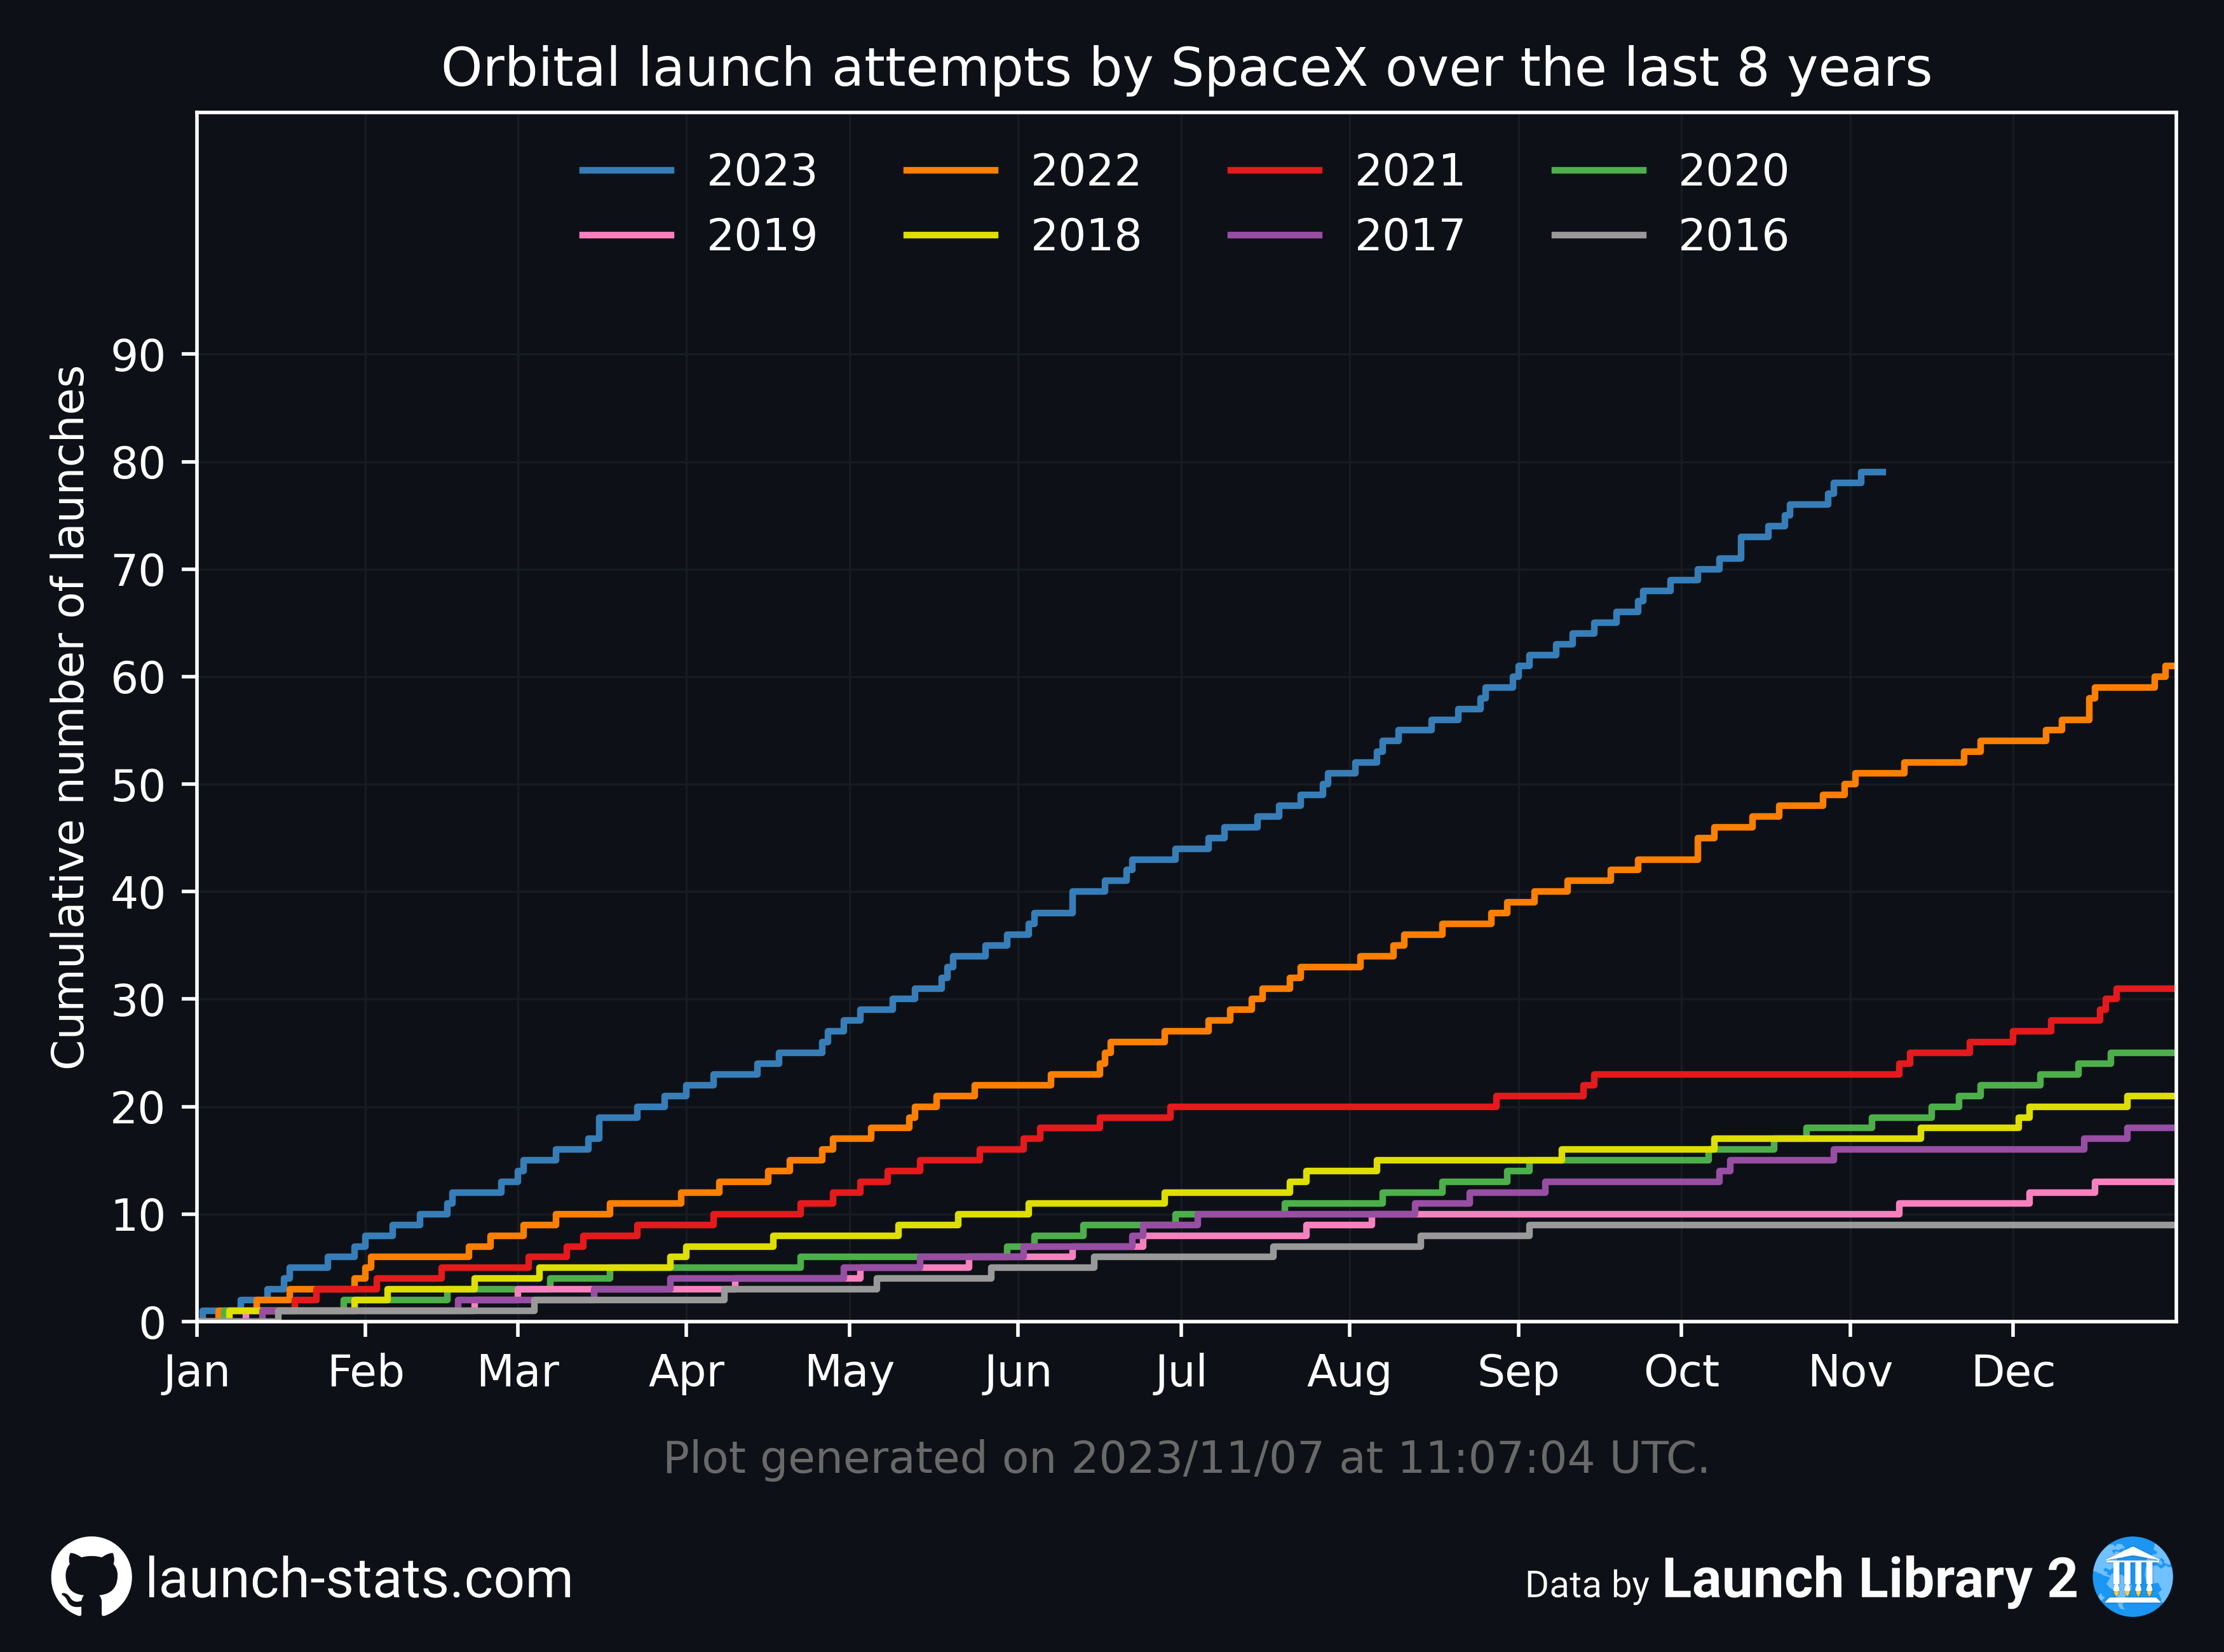 Orbital launch attempts by SpaceX over the last 8 years
2023 2022 2021 2020
2019 2018 2017 2016
Cumulative number of launches
90
80
70
60
50
40
30
20
10
0
Jan Feb Mar Apr May Jun Jul Aug Sep Oct Nov Dec
Plot generated on 2023/11/07 at 11:07:04 UTC.
launch-stats.com
Data by Launch Library 2